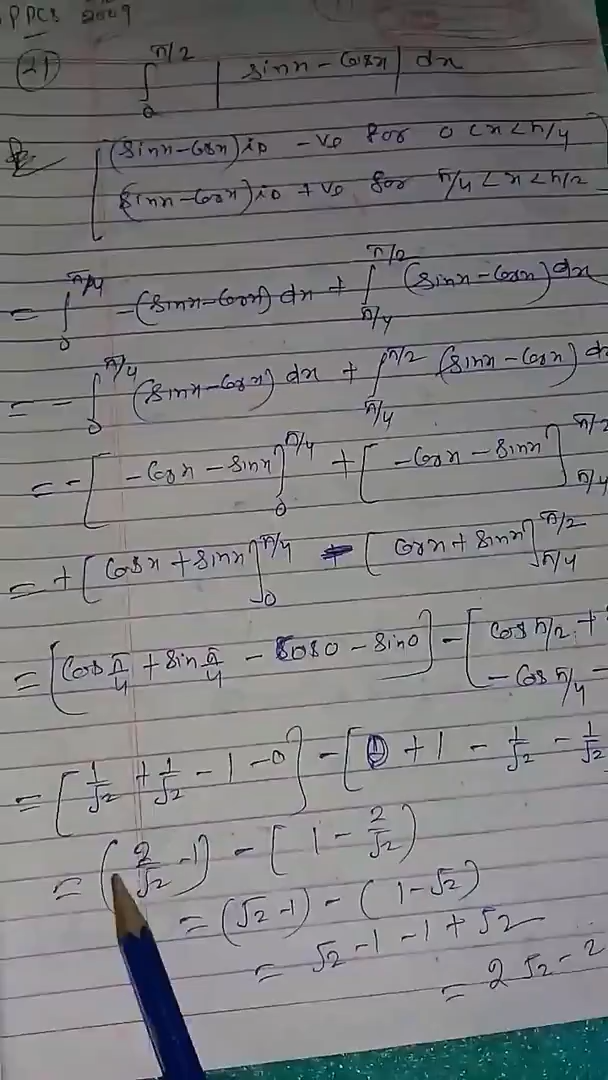 PPCS 2009
(21) ∫₀^(π/2) |sinx - cosx| dx
[(sinx-cosx) is -ve for 0<x<π/4
(sinx-cosx) is +ve for π/4<x<π/2
= ∫₀^(π/4) -(sinx-cosx) dx + ∫_(π/4)^(π/2) (sinx-cosx) dx
= - ∫₀^(π/4) (sinx-cosx) dx + ∫_(π/4)^(π/2) (sinx-cosx) dx
= - [-cosx - sinx]₀^(π/4) + [-cosx - sinx]_(π/4)^(π/2)
= + [cosx + sinx]₀^(π/4) - [cosx + sinx]_(π/4)^(π/2)
= [cos π/4 + sin π/4 - cos0 - sin0] - [cos π/2 +
- cos π/4 -
= [1/√2 + 1/√2 - 1 - 0] - [0 + 1 - 1/√2 - 1/√2
= (2/√2 - 1) - [1 - 2/√2)
= (√2-1) - (1-√2)
= √2 - 1 - 1 + √2
= 2√2 - 2